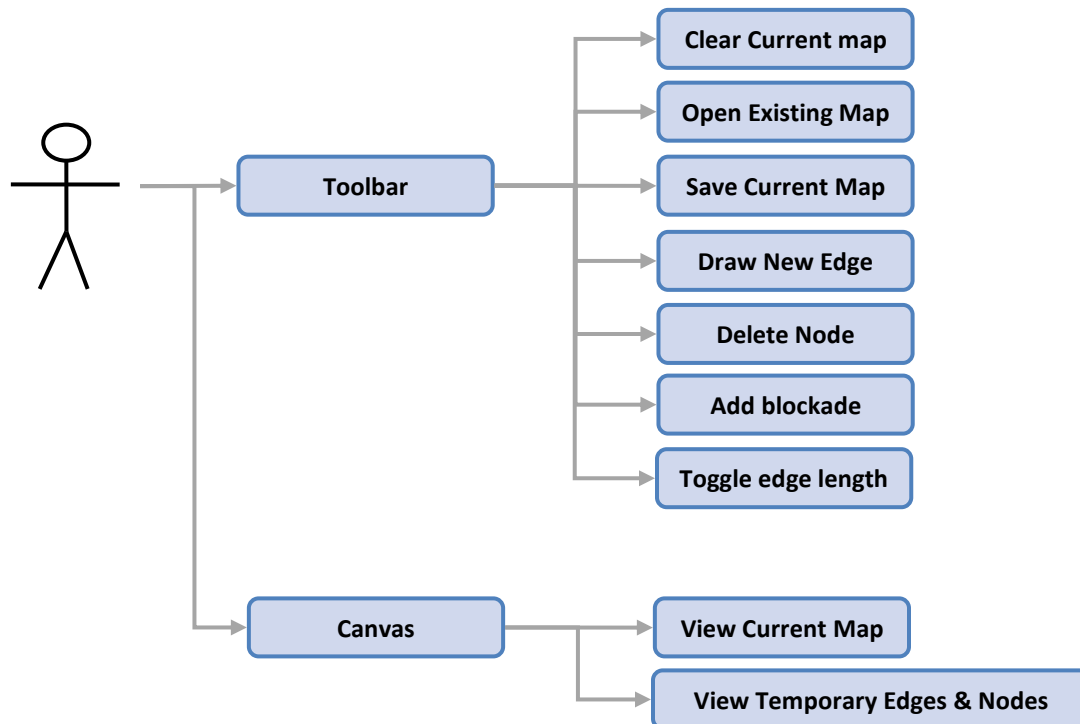 Clear Current map
Open Existing Map
Toolbar
Save Current Map
Draw New Edge
Delete Node
Add blockade
Toggle edge length
Canvas
View Current Map
View Temporary Edges & Nodes